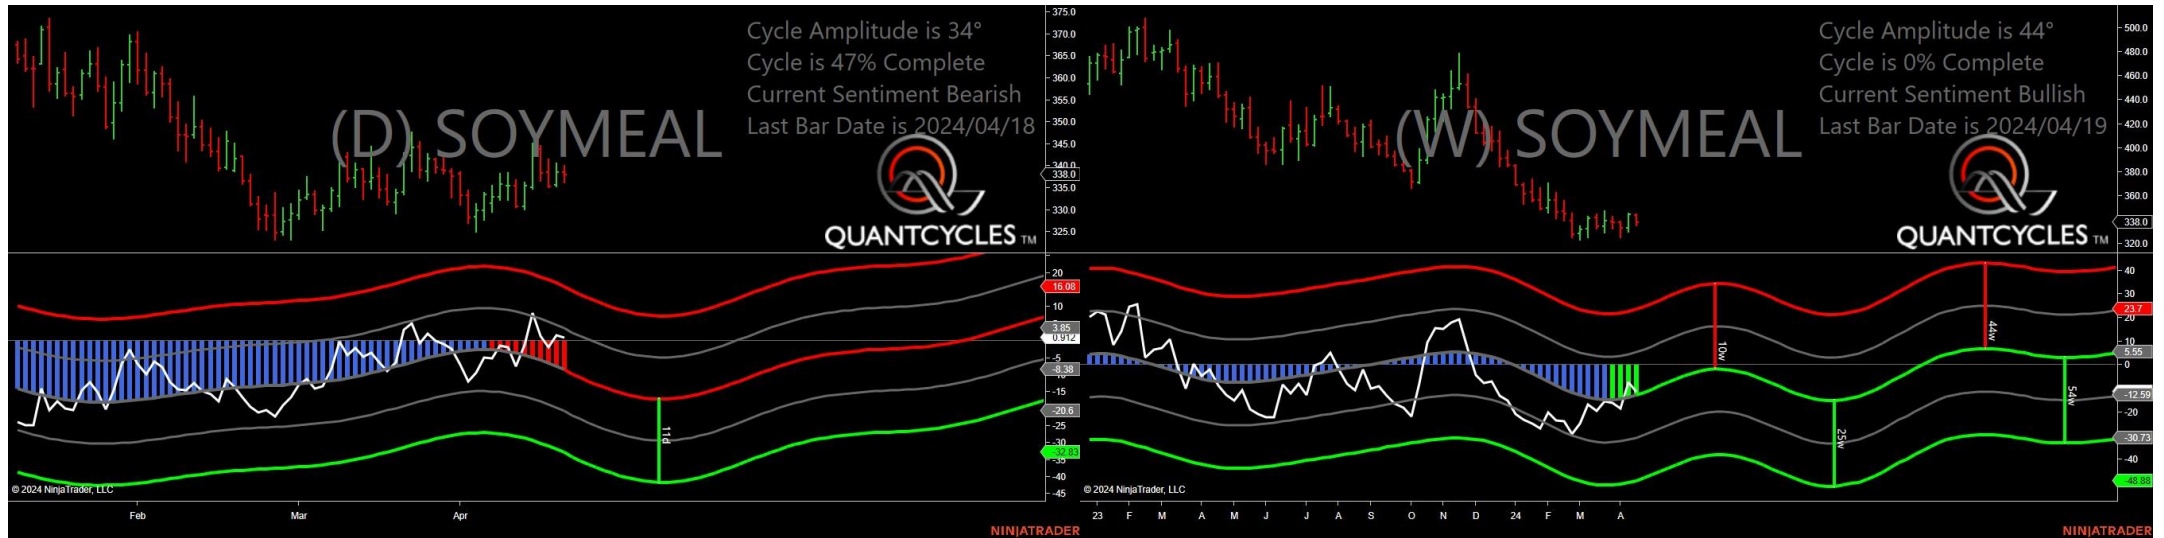 Cycle Amplitude is 34°
Cycle is 47% Complete
Current Sentiment Bearish
Last Bar Date is 2024/04/18
(D) SOYMEAL
QUANTCYCLES TM
375.0
370.0
365.0
360.0
355.0
350.0
345.0
340.0
338.0
335.0
330.0
325.0
20
16.08
10
3.85
0.912
-5
-8.38
-15
-20.6
-25
-30
-32.83
-40
-45
11d
© 2024 NinjaTrader, LLC
Feb Mar Apr
NINJATRADER
Cycle Amplitude is 44°
Cycle is 0% Complete
Current Sentiment Bullish
Last Bar Date is 2024/04/19
(W) SOYMEAL
QUANTCYCLES TM
500.0
480.0
460.0
440.0
420.0
400.0
380.0
360.0
338.0
320.0
40
30
23.7
20
10
5.55
0
-12.59
-20
-30.73
-40
-48.88
10w
25w
44w
54w
© 2024 NinjaTrader, LLC
23 F M A M J J A S O N D 24 F M A
NINJATRADER